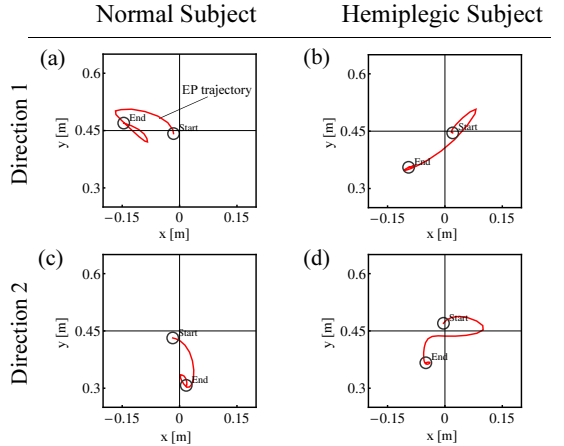 Normal Subject
Hemiplegic Subject
Direction 1
(a)
0.6
0.45
0.3
y [m]
EP trajectory
End
Start
−0.15
0
0.15
x [m]
(b)
0.6
0.45
0.3
y [m]
Start
End
−0.15
0
0.15
x [m]
Direction 2
(c)
0.6
0.45
0.3
y [m]
Start
End
−0.15
0
0.15
x [m]
(d)
0.6
0.45
0.3
y [m]
Start
End
−0.15
0
0.15
x [m]